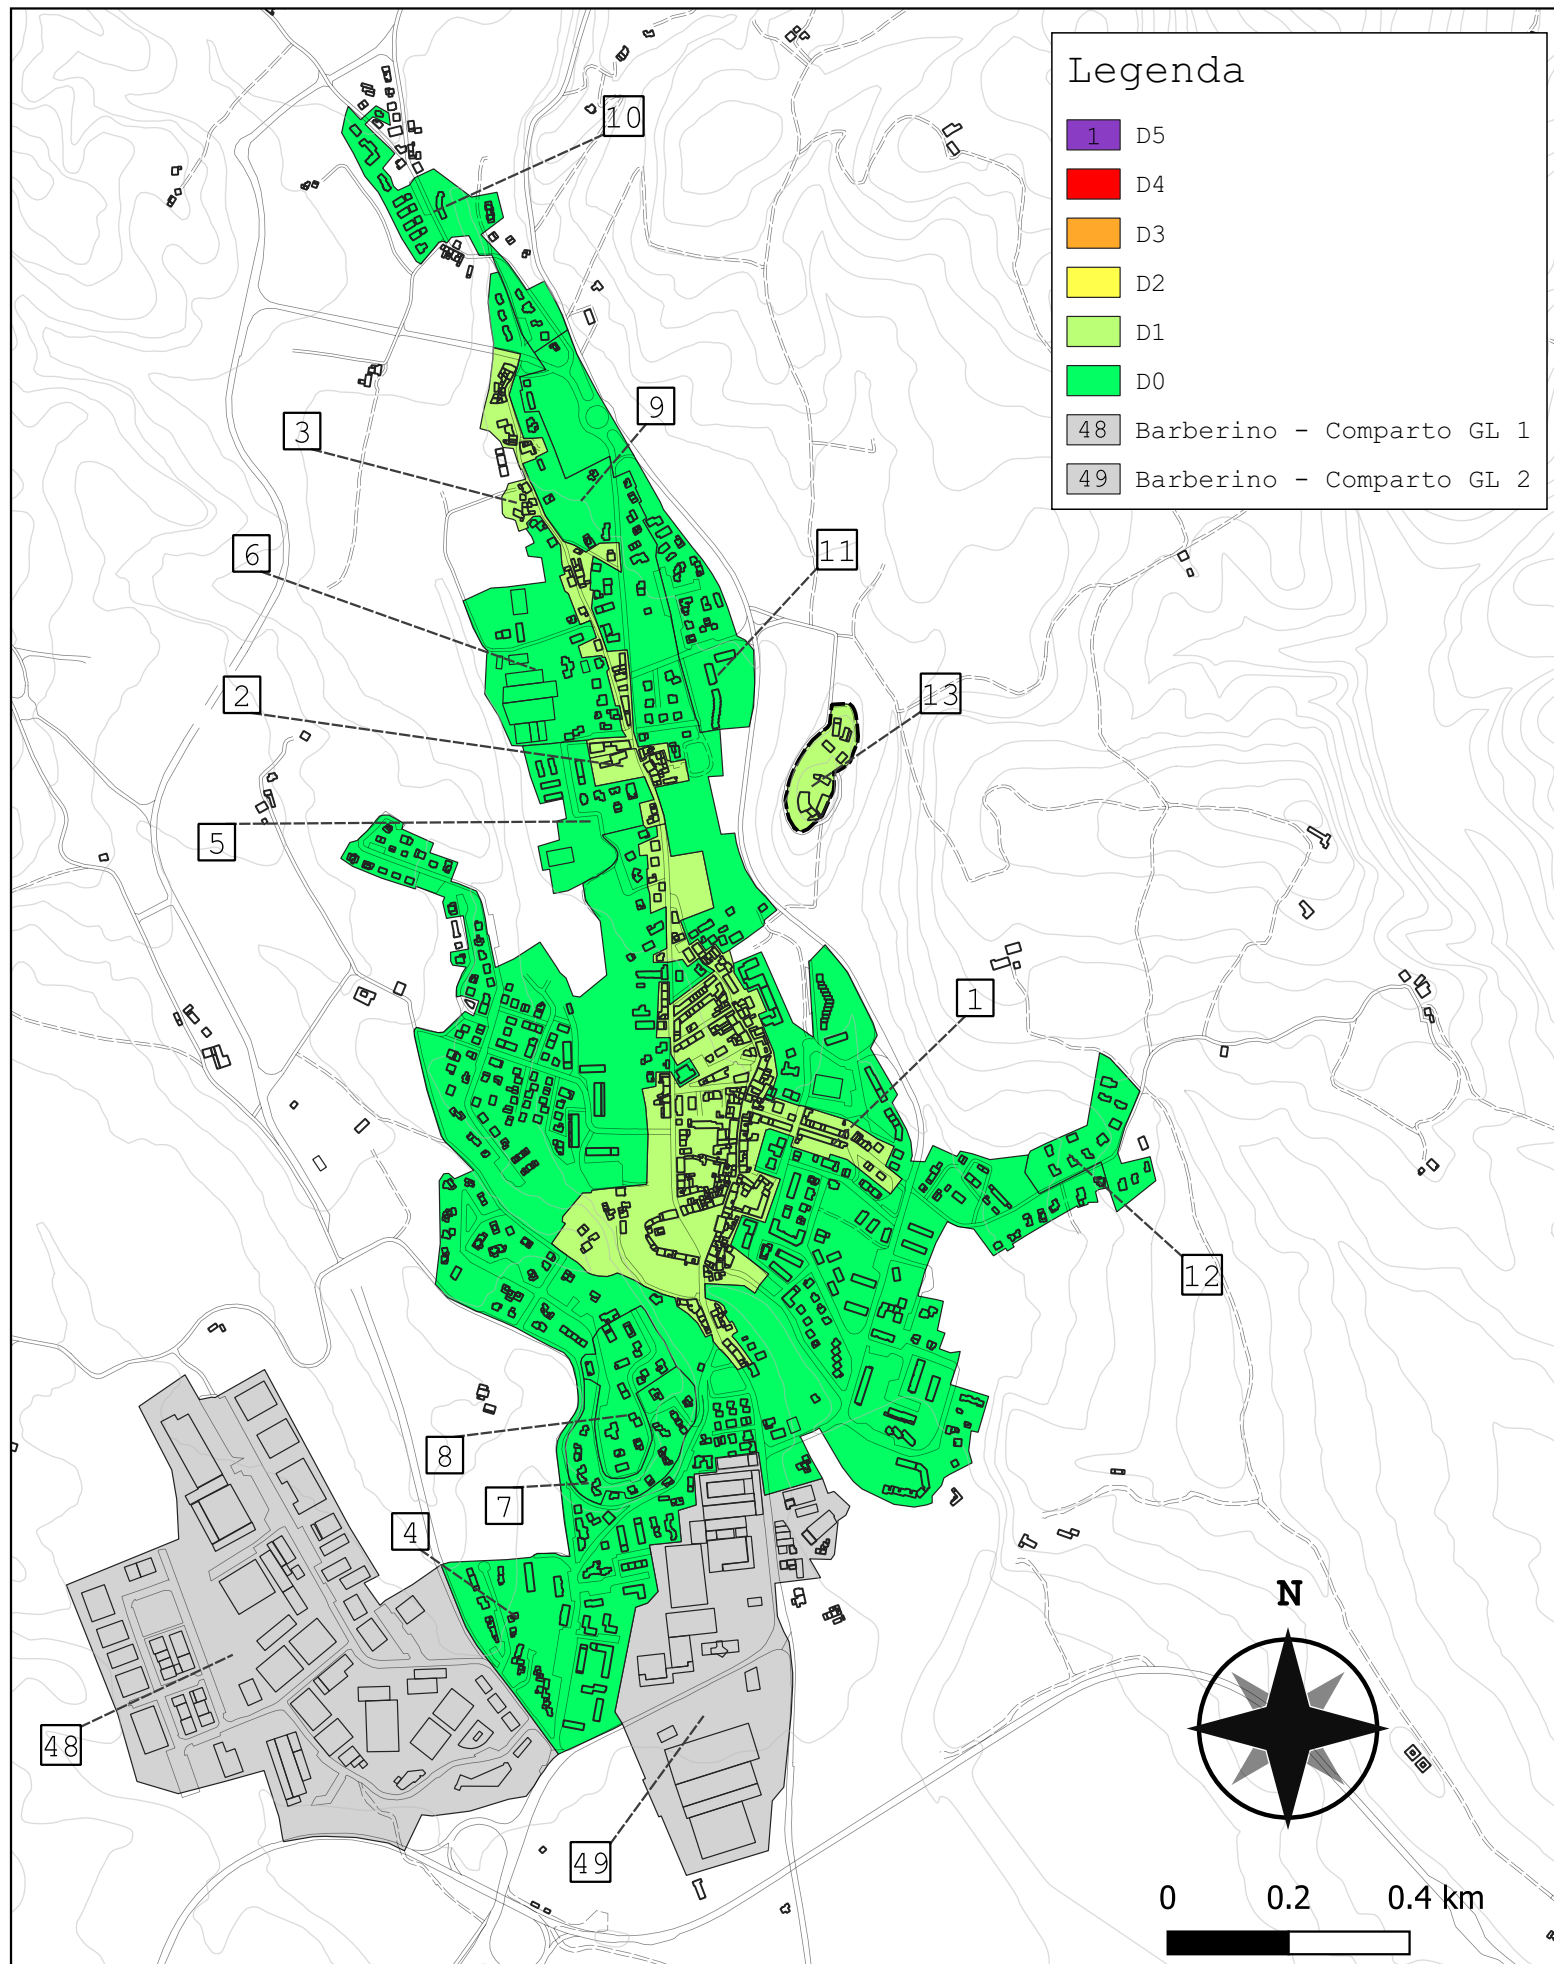 Legenda
1 D5
D4
D3
D2
D1
D0
48 Barberino - Comparto GL 1
49 Barberino - Comparto GL 2
10
9
3
11
6
13
2
5
1
12
8
7
4
48
49
N
0 0.2 0.4 km